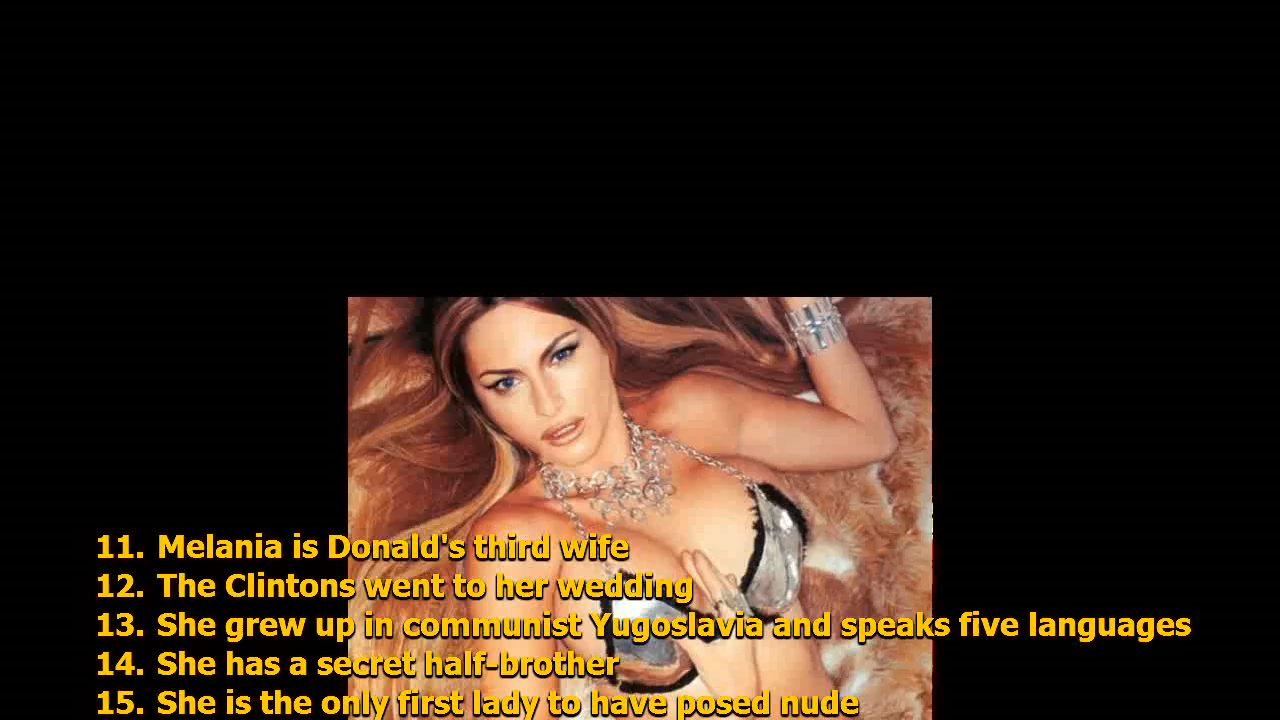 11. Melania is Donald's third wife
12. The Clintons went to her wedding
13. She grew up in communist Yugoslavia and speaks five languages
14. She has a secret half-brother
15. She is the only first lady to have posed nude